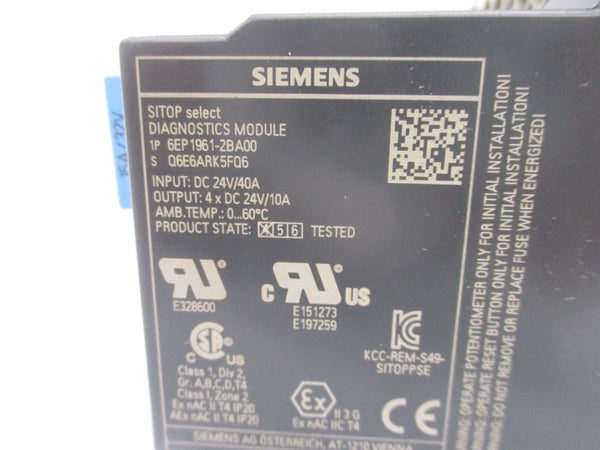 SIEMENS
SITOP select
DIAGNOSTICS MODULE
1P 6EP1961-2BA00
S Q6E6ARK5FQ6
INPUT: DC 24V/40A
OUTPUT: 4 x DC 24V/10A
AMB.TEMP.: 0...60°C
PRODUCT STATE: X 5 6 TESTED
E328600
C US
E151273
E197259
C US
Class 1, Div 2,
Gr. A,B,C,D,T4
Class I, Zone 2
Ex nAC II T4 IP20
AEx nAC II T4 IP20
KCC-REM-S49-
SITOPPSE
Ex II 3 G
Ex nAC IIC T4
CE
SIEMENS AG ÖSTERREICH, AT-1210 VIENNA
WARNING: OPERATE POTENTIOMETER ONLY FOR INITIAL INSTALLATION!
WARNING: OPERATE RESET BUTTON ONLY FOR INITIAL INSTALLATION!
WARNING: DO NOT REMOVE OR REPLACE FUSE WHEN ENERGIZED!
15A/32V